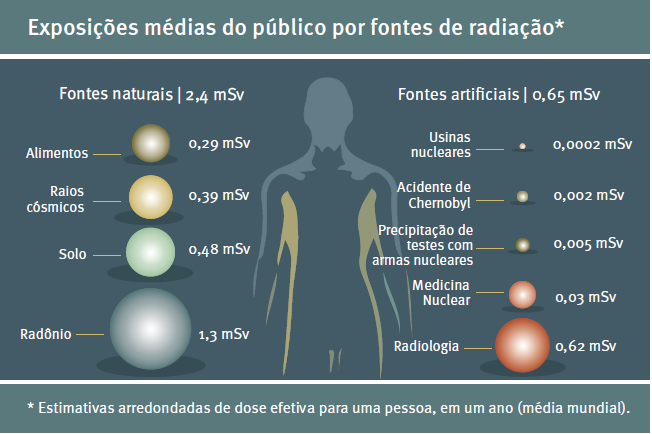 Exposições médias do público por fontes de radiação*
Fontes naturais | 2,4 mSv
Alimentos 0,29 mSv
Raios
cósmicos 0,39 mSv
Solo 0,48 mSv
Radônio 1,3 mSv
Fontes artificiais | 0,65 mSv
Usinas
nucleares 0,0002 mSv
Acidente de
Chernobyl 0,002 mSv
Precipitação de
testes com
armas nucleares 0,005 mSv
Medicina
Nuclear 0,03 mSv
Radiologia 0,62 mSv
* Estimativas arredondadas de dose efetiva para uma pessoa, em um ano (média mundial).